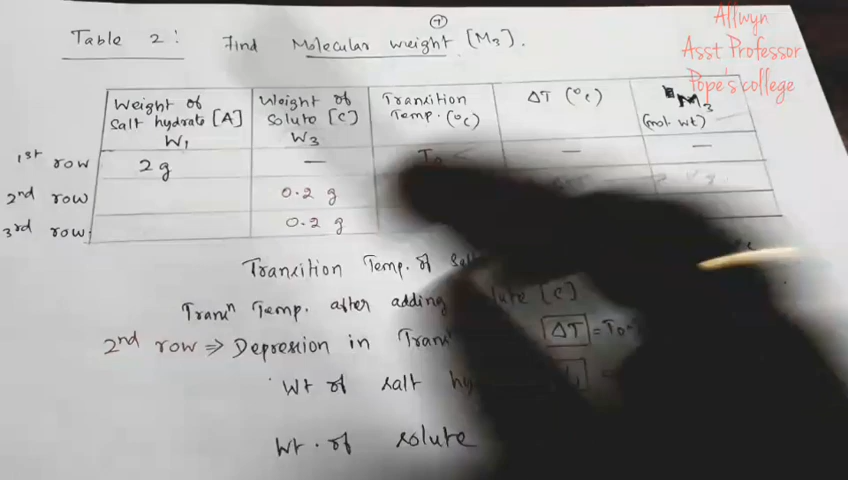 Allwyn
Asst Professor
Pope's college
Table 2: Find Molecular weight [M3].
Weight of Salt hydrate [A] W1
Weight of Solute [C] W3
Transition Temp. (°C)
ΔT (°C)
M3 (mol. wt)
1st row 2 g — T0 — —
2nd row 0.2 g
3rd row 0.2 g
Transition Temp. of
Tranxn Temp. after adding solute [C]
2nd row ⇒ Depression in ΔT = T0-
Wt of salt
Wt. of solute